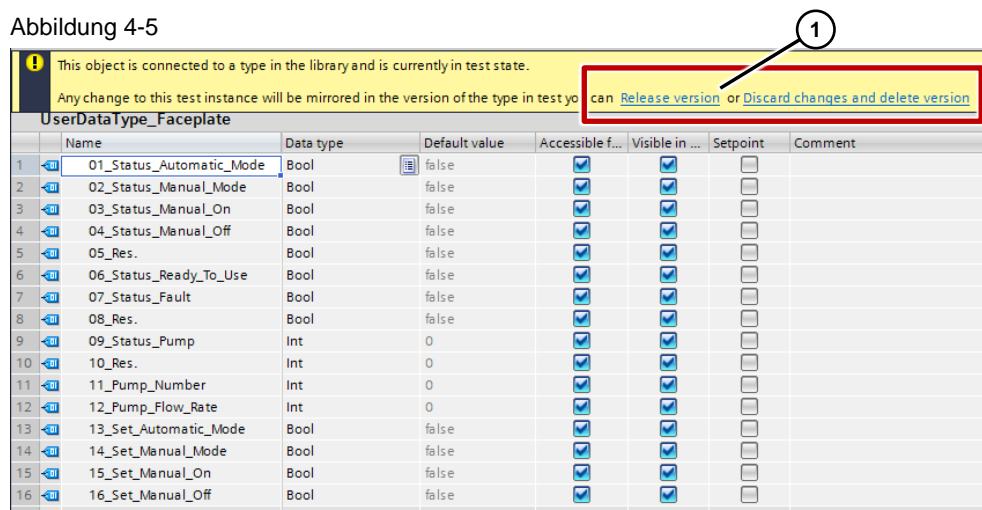 Abbildung 4-5
1
This object is connected to a type in the library and is currently in test state.
Any change to this test instance will be mirrored in the version of the type in test yo can Release version or Discard changes and delete version
UserDataType_Faceplate
Name Data type Default value Accessible f... Visible in ... Setpoint Comment
1 01_Status_Automatic_Mode Bool false
2 02_Status_Manual_Mode Bool false
3 03_Status_Manual_On Bool false
4 04_Status_Manual_Off Bool false
5 05_Res. Bool false
6 06_Status_Ready_To_Use Bool false
7 07_Status_Fault Bool false
8 08_Res. Bool false
9 09_Status_Pump Int 0
10 10_Res. Int 0
11 11_Pump_Number Int 0
12 12_Pump_Flow_Rate Int 0
13 13_Set_Automatic_Mode Bool false
14 14_Set_Manual_Mode Bool false
15 15_Set_Manual_On Bool false
16 16_Set_Manual_Off Bool false